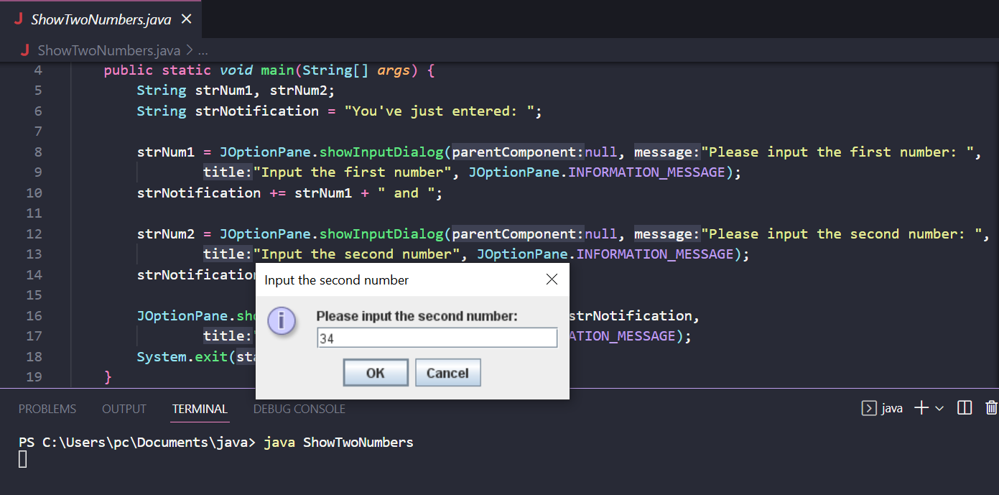 J ShowTwoNumbers.java ×
J ShowTwoNumbers.java > ...
4 public static void main(String[] args) {
5 String strNum1, strNum2;
6 String strNotification = "You've just entered: ";
7
8 strNum1 = JOptionPane.showInputDialog(parentComponent:null, message:"Please input the first number: ",
9 title:"Input the first number", JOptionPane.INFORMATION_MESSAGE);
10 strNotification += strNum1 + " and ";
11
12 strNum2 = JOptionPane.showInputDialog(parentComponent:null, message:"Please input the second number: ",
13 title:"Input the second number", JOptionPane.INFORMATION_MESSAGE);
14 strNotification
15
16 JOptionPane.sho strNotification,
17 title:" ATION_MESSAGE);
18 System.exit(sta
19 }
Input the second number
Please input the second number:
34
OK Cancel
PROBLEMS OUTPUT TERMINAL DEBUG CONSOLE java
PS C:\Users\pc\Documents\java> java ShowTwoNumbers